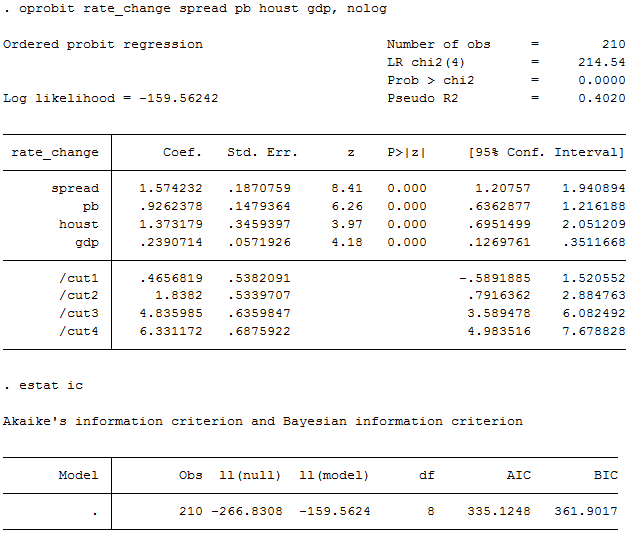 . oprobit rate_change spread pb houst gdp, nolog
Ordered probit regression Number of obs = 210
LR chi2(4) = 214.54
Prob > chi2 = 0.0000
Log likelihood = -159.56242 Pseudo R2 = 0.4020
rate_change Coef. Std. Err. z P>|z| [95% Conf. Interval]
spread 1.574232 .1870759 8.41 0.000 1.20757 1.940894
pb .9262378 .1479364 6.26 0.000 .6362877 1.216188
houst 1.373179 .3459397 3.97 0.000 .6951499 2.051209
gdp .2390714 .0571926 4.18 0.000 .1269761 .3511668
/cut1 .4656819 .5382091 -.5891885 1.520552
/cut2 1.8382 .5339707 .7916362 2.884763
/cut3 4.835985 .6359847 3.589478 6.082492
/cut4 6.331172 .6875922 4.983516 7.678828
. estat ic
Akaike's information criterion and Bayesian information criterion
Model Obs ll(null) ll(model) df AIC BIC
. 210 -266.8308 -159.5624 8 335.1248 361.9017